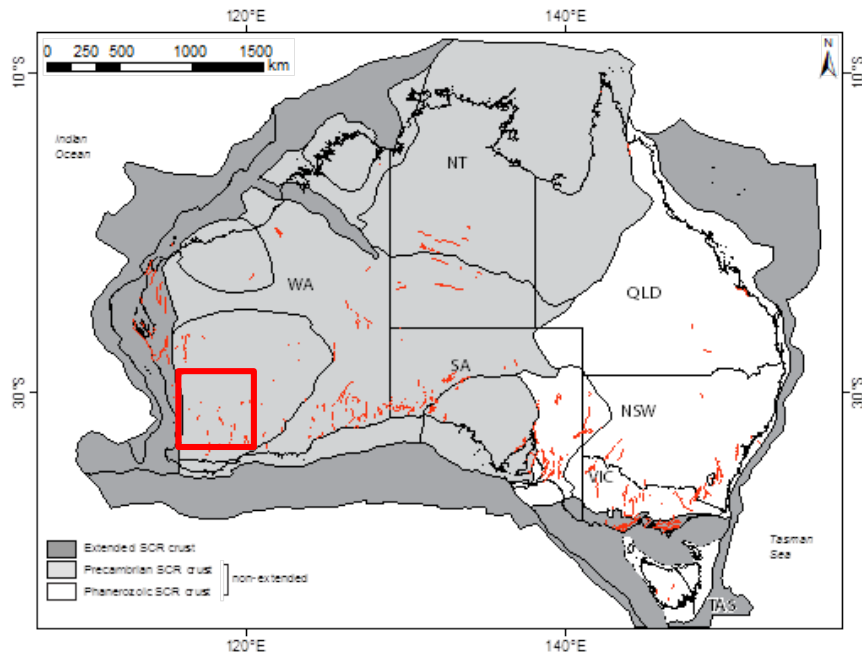 120°E 140°E
0 250 500 1000 1500
km
N
10°S 10°S
Indian
Ocean
NT
WA
QLD
SA
30°S 30°S
NSW
VIC
Extended SCR crust
Precambrian SCR crust
non-extended
Phanerozoic SCR crust
Tasman
Sea
TAS
120°E 140°E